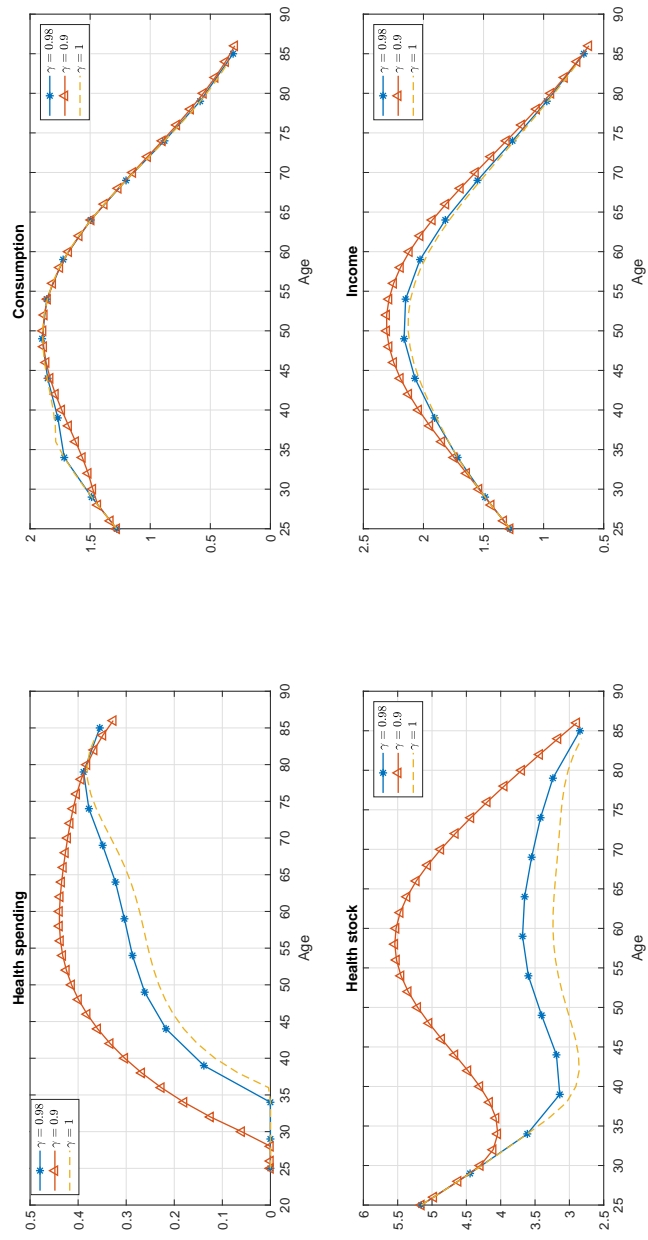 Health spending
0.5
0.4
0.3
0.2
0.1
0
20 25 30 35 40 45 50 55 60 65 70 75 80 85 90
Age
γ = 0.98
γ = 0.9
γ = 1
Consumption
2
1.5
1
0.5
0
25 30 35 40 45 50 55 60 65 70 75 80 85 90
Age
γ = 0.98
γ = 0.9
γ = 1
Health stock
6
5.5
5
4.5
4
3.5
3
2.5
25 30 35 40 45 50 55 60 65 70 75 80 85 90
Age
γ = 0.98
γ = 0.9
γ = 1
Income
2.5
2
1.5
1
0.5
25 30 35 40 45 50 55 60 65 70 75 80 85 90
Age
γ = 0.98
γ = 0.9
γ = 1